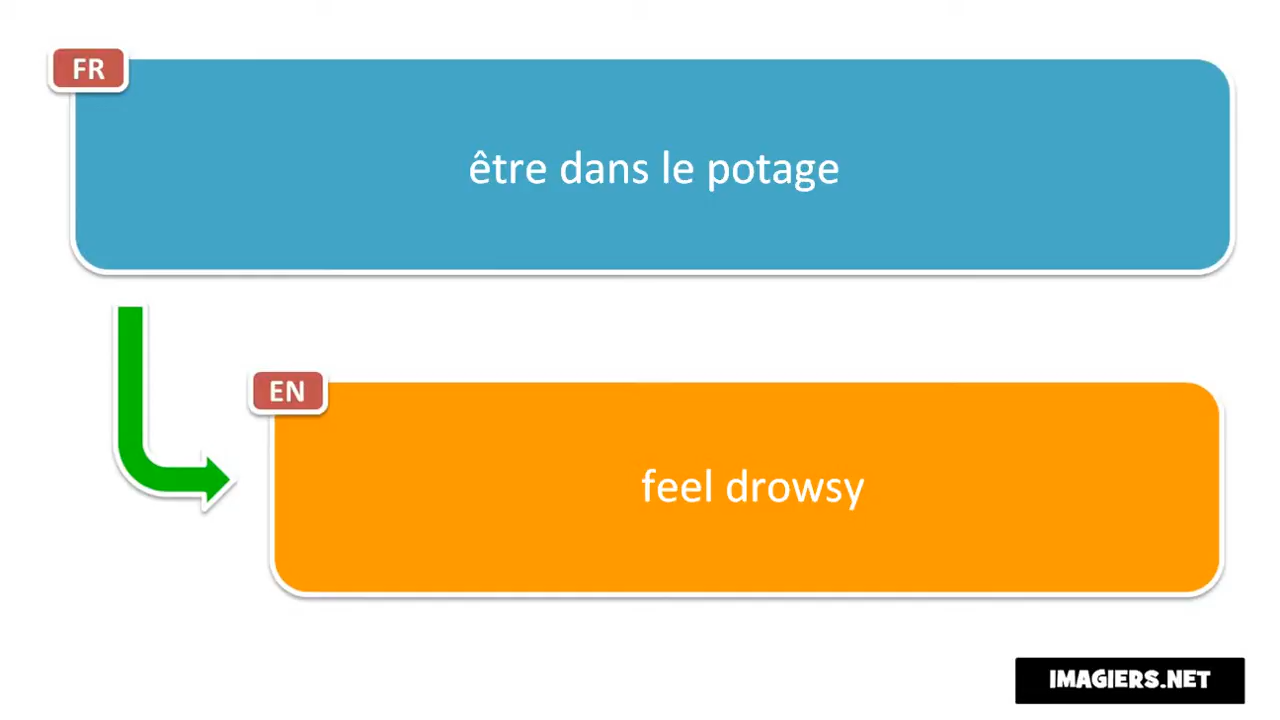 FR
être dans le potage
EN
feel drowsy
IMAGIERS.NET